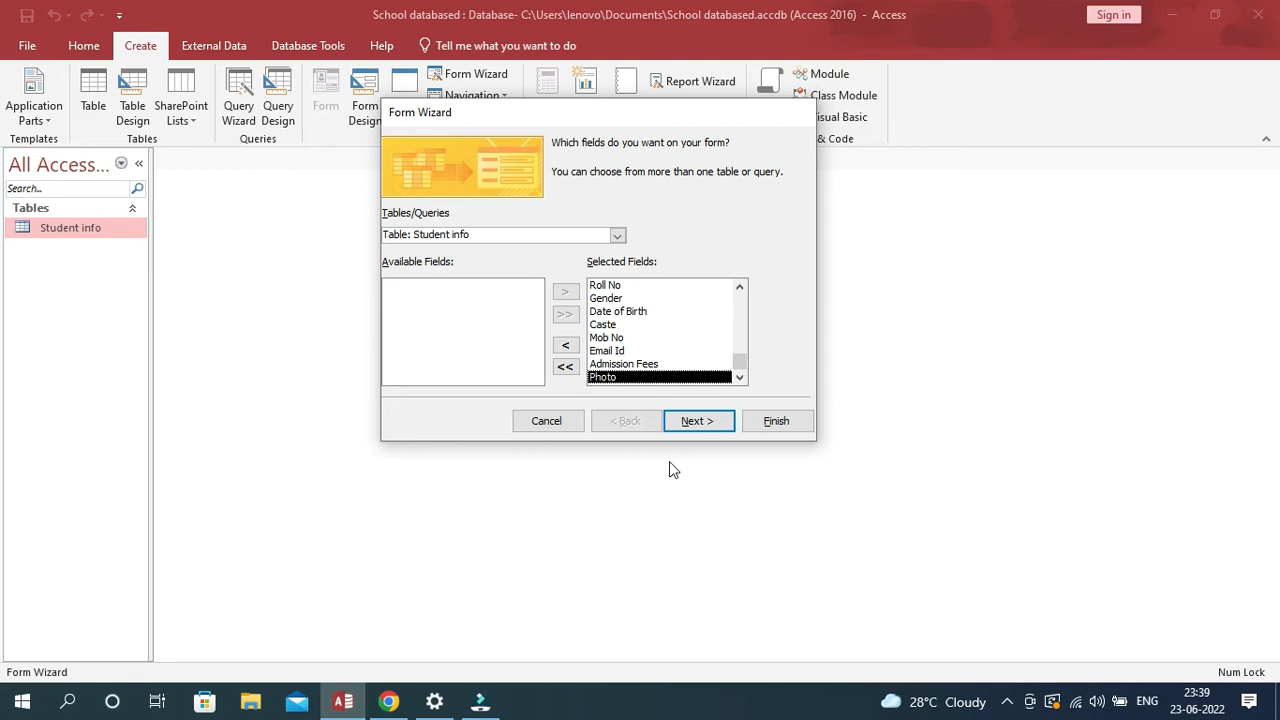 School databased : Database- C:\Users\lenovo\Documents\School databased.accdb (Access 2016) - Access
Sign in
File Home Create External Data Database Tools Help Tell me what you want to do
Application Parts
Table
Table Design
SharePoint Lists
Query Wizard
Query Design
Form
Form Design
Form Wizard
Navigation
Report Wizard
Module
Class Module
isual Basic
Templates Tables Queries & Code
All Access...
Search...
Tables
Student info
Form Wizard
Which fields do you want on your form?
You can choose from more than one table or query.
Tables/Queries
Table: Student info
Available Fields:
Selected Fields:
Roll No
Gender
Date of Birth
Caste
Mob No
Email Id
Admission Fees
Photo
>
>>
<
<<
Cancel < Back Next > Finish
Form Wizard
Num Lock
28°C Cloudy
ENG
23:39
23-06-2022